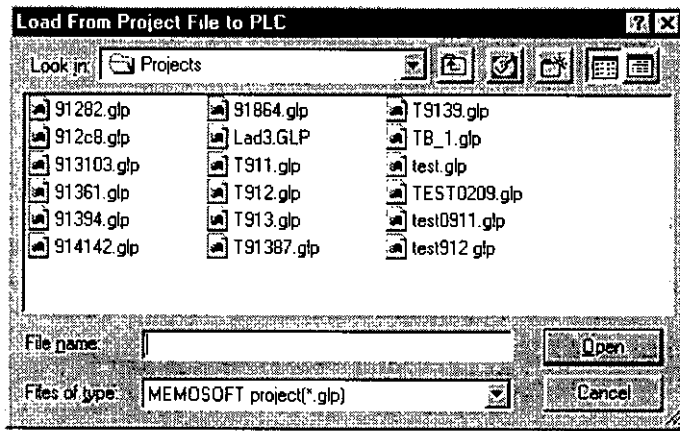 Load From Project File to PLC
Look in: Projects
91282.glp
912c8.glp
913103.glp
91361.glp
91394.glp
914142.glp
91864.glp
Lad3.GLP
T911.glp
T912.glp
T913.glp
T91387.glp
T9139.glp
TB_1.glp
test.glp
TEST0209.glp
test0911.glp
test912.glp
File name:
Open
Files of type: MEMOSOFT project(*.glp)
Cancel